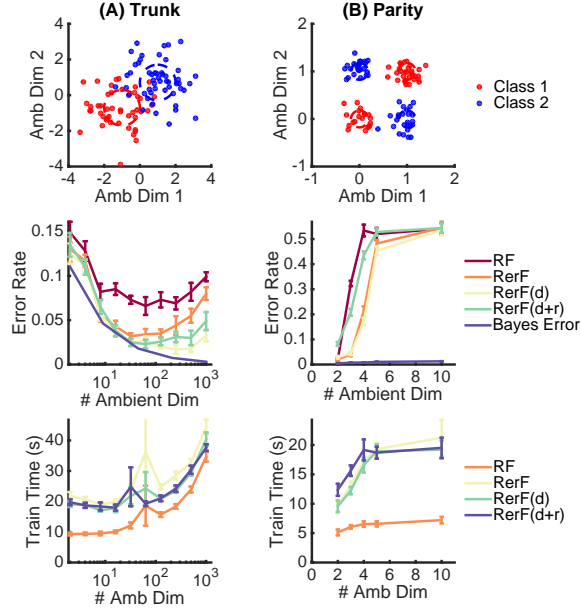 (A) Trunk
(B) Parity
Amb Dim 2
4
2
0
-2
-4
-4
-2
0
2
4
Amb Dim 1
Amb Dim 2
2
1
0
-1
-1
0
1
2
Amb Dim 1
Class 1
Class 2
Error Rate
0.15
0.1
0.05
0
10^1
10^2
10^3
# Ambient Dim
Error Rate
0.5
0.4
0.3
0.2
0.1
0
0
2
4
6
8
10
# Ambient Dim
RF
RerF
RerF(d)
RerF(d+r)
Bayes Error
Train Time (s)
40
30
20
10
0
10^1
10^2
10^3
# Amb Dim
Train Time (s)
20
15
10
5
0
0
2
4
6
8
10
# Amb Dim
RF
RerF
RerF(d)
RerF(d+r)